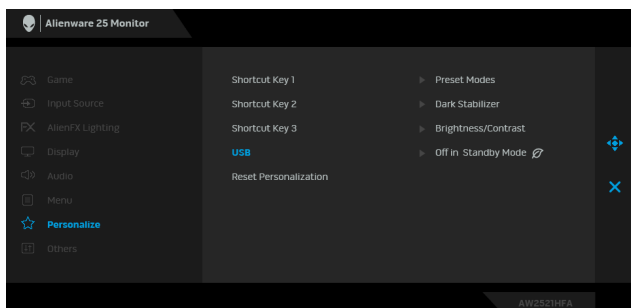 Alienware 25 Monitor
Game
Input Source
FX AlienFX Lighting
Display
Audio
Menu
Personalize
Others
Shortcut Key 1 Preset Modes
Shortcut Key 2 Dark Stabilizer
Shortcut Key 3 Brightness/Contrast
USB Off in Standby Mode
Reset Personalization
AW2521HFA